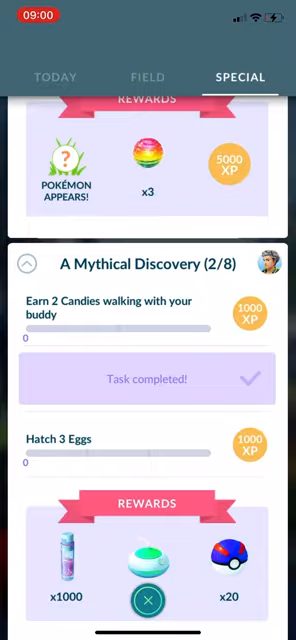 09:00
TODAY
FIELD
SPECIAL
REWARDS
?
POKÉMON
APPEARS!
x3
5000
XP
A Mythical Discovery (2/8)
Earn 2 Candies walking with your
buddy
1000
XP
0
Task completed!
Hatch 3 Eggs
1000
XP
0
REWARDS
x1000
x20